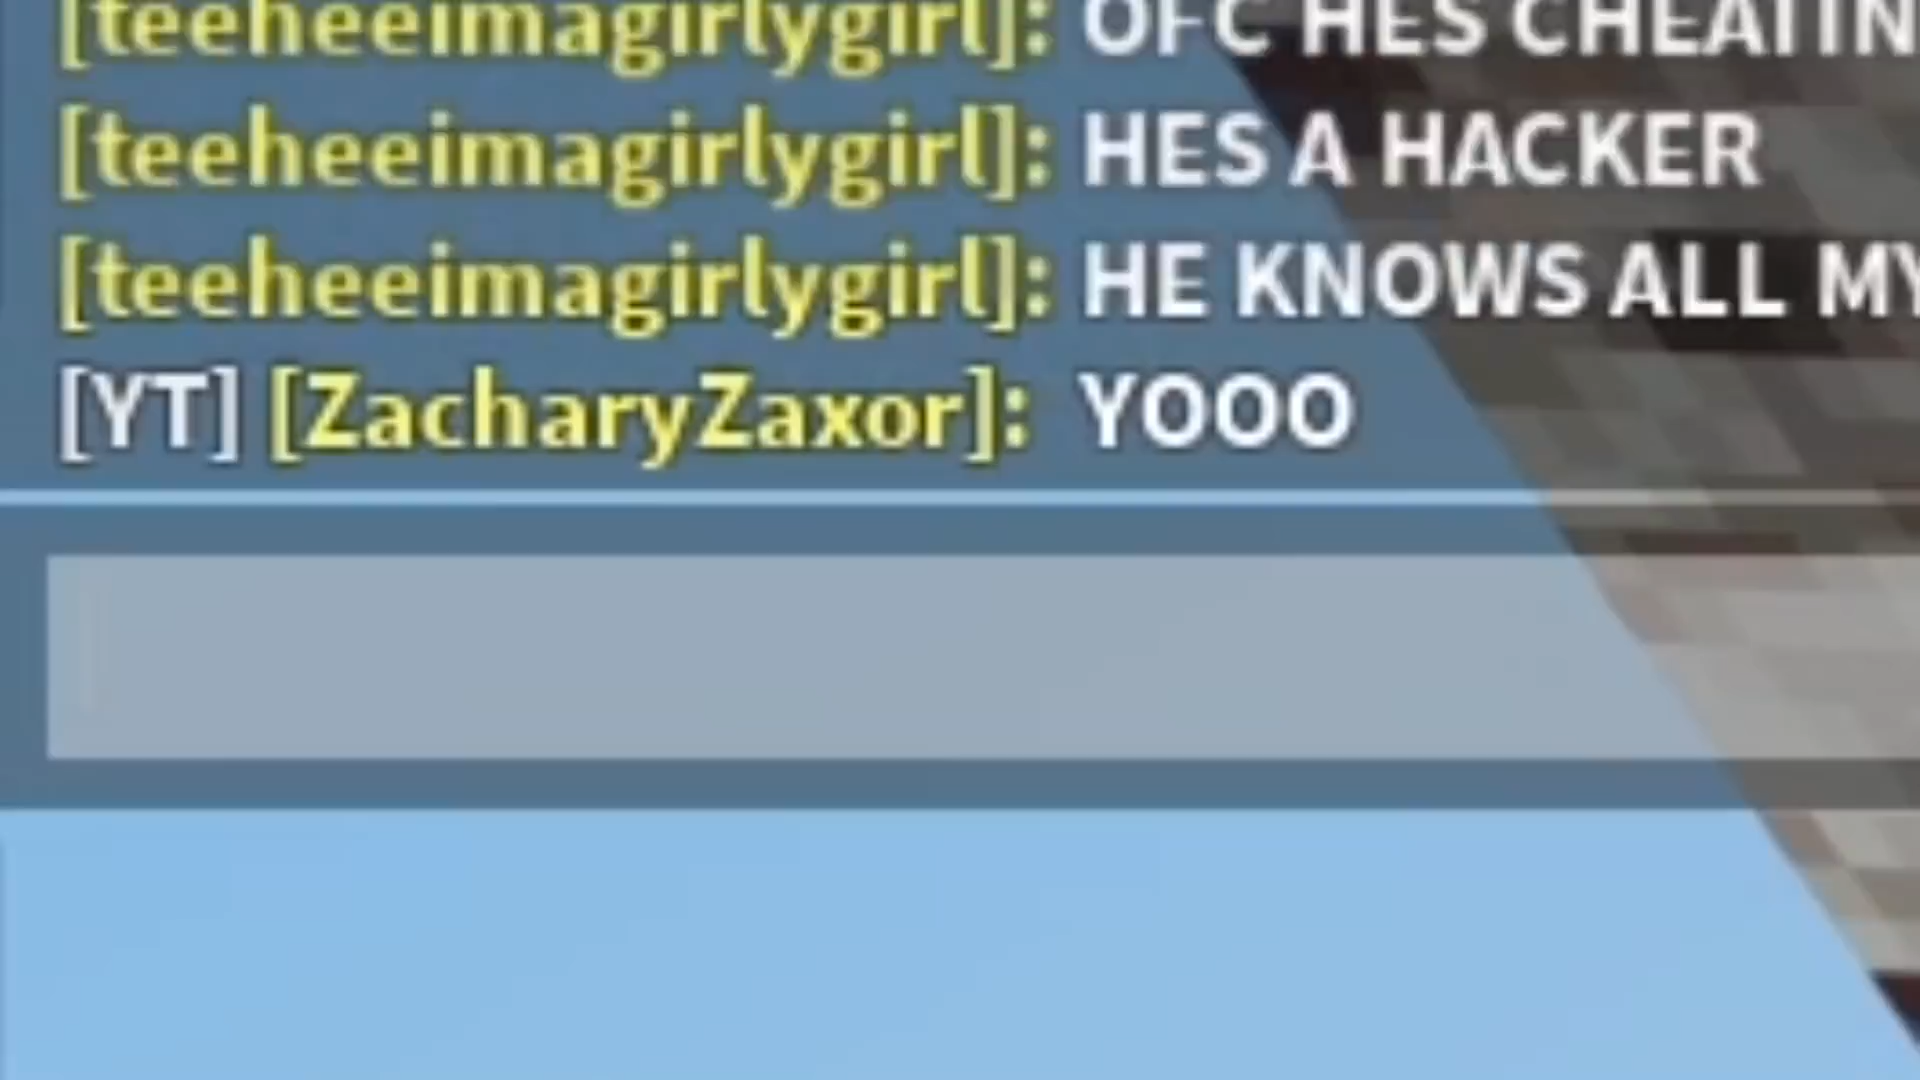 [teeheeimagirlygirl]: OFC HES CHEATIN
[teeheeimagirlygirl]: HES A HACKER
[teeheeimagirlygirl]: HE KNOWS ALL MY
[YT] [ZacharyZaxor]: YOOO